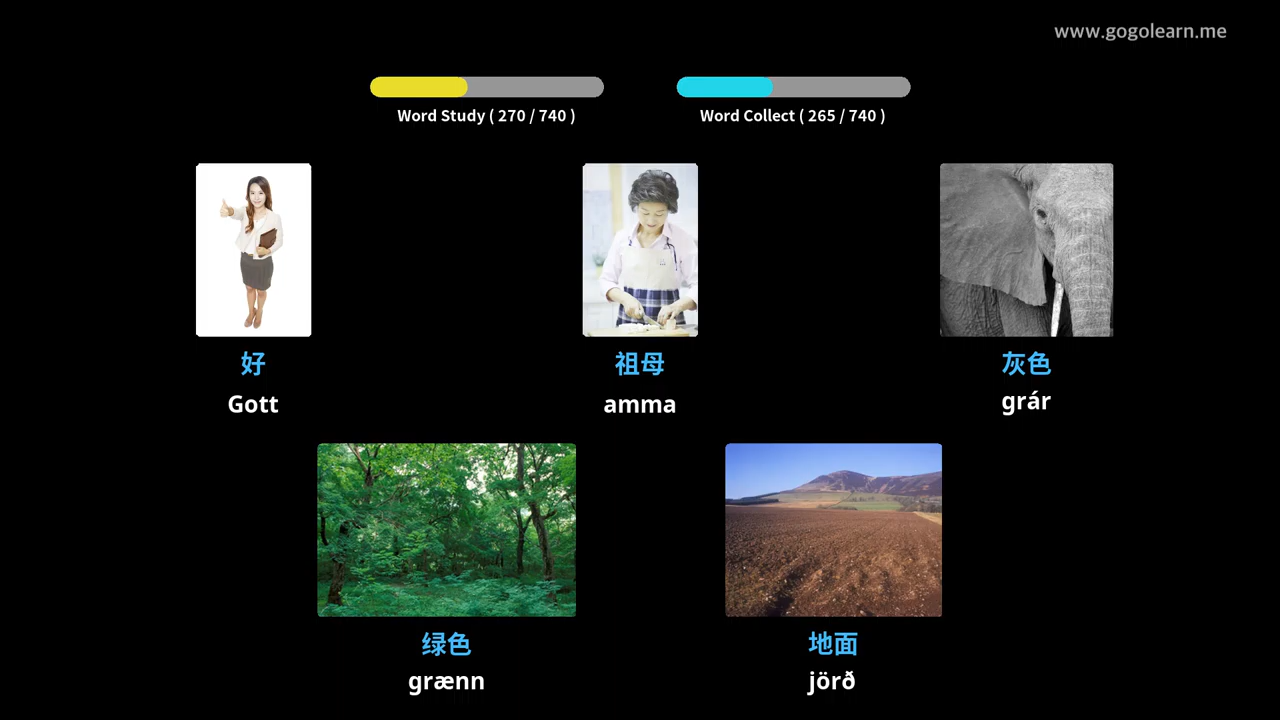 www.gogolearn.me
Word Study ( 270 / 740 )
Word Collect ( 265 / 740 )
好
Gott
祖母
amma
灰色
grár
绿色
grænn
地面
jörð